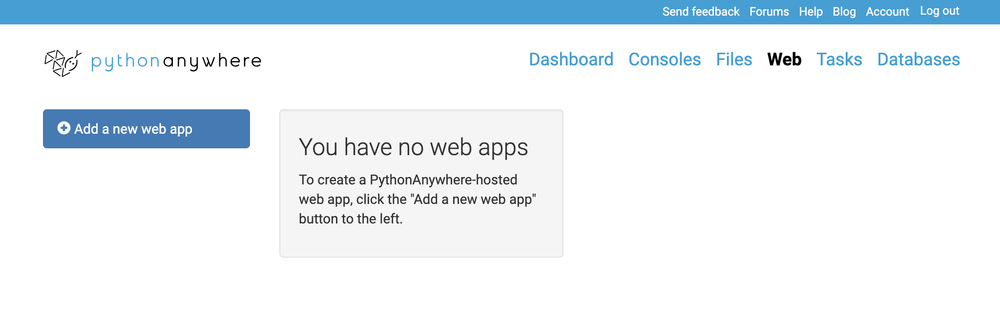 Send feedback Forums Help Blog Account Log out
pythonanywhere
Dashboard Consoles Files Web Tasks Databases
Add a new web app
You have no web apps
To create a PythonAnywhere-hosted
web app, click the "Add a new web app"
button to the left.